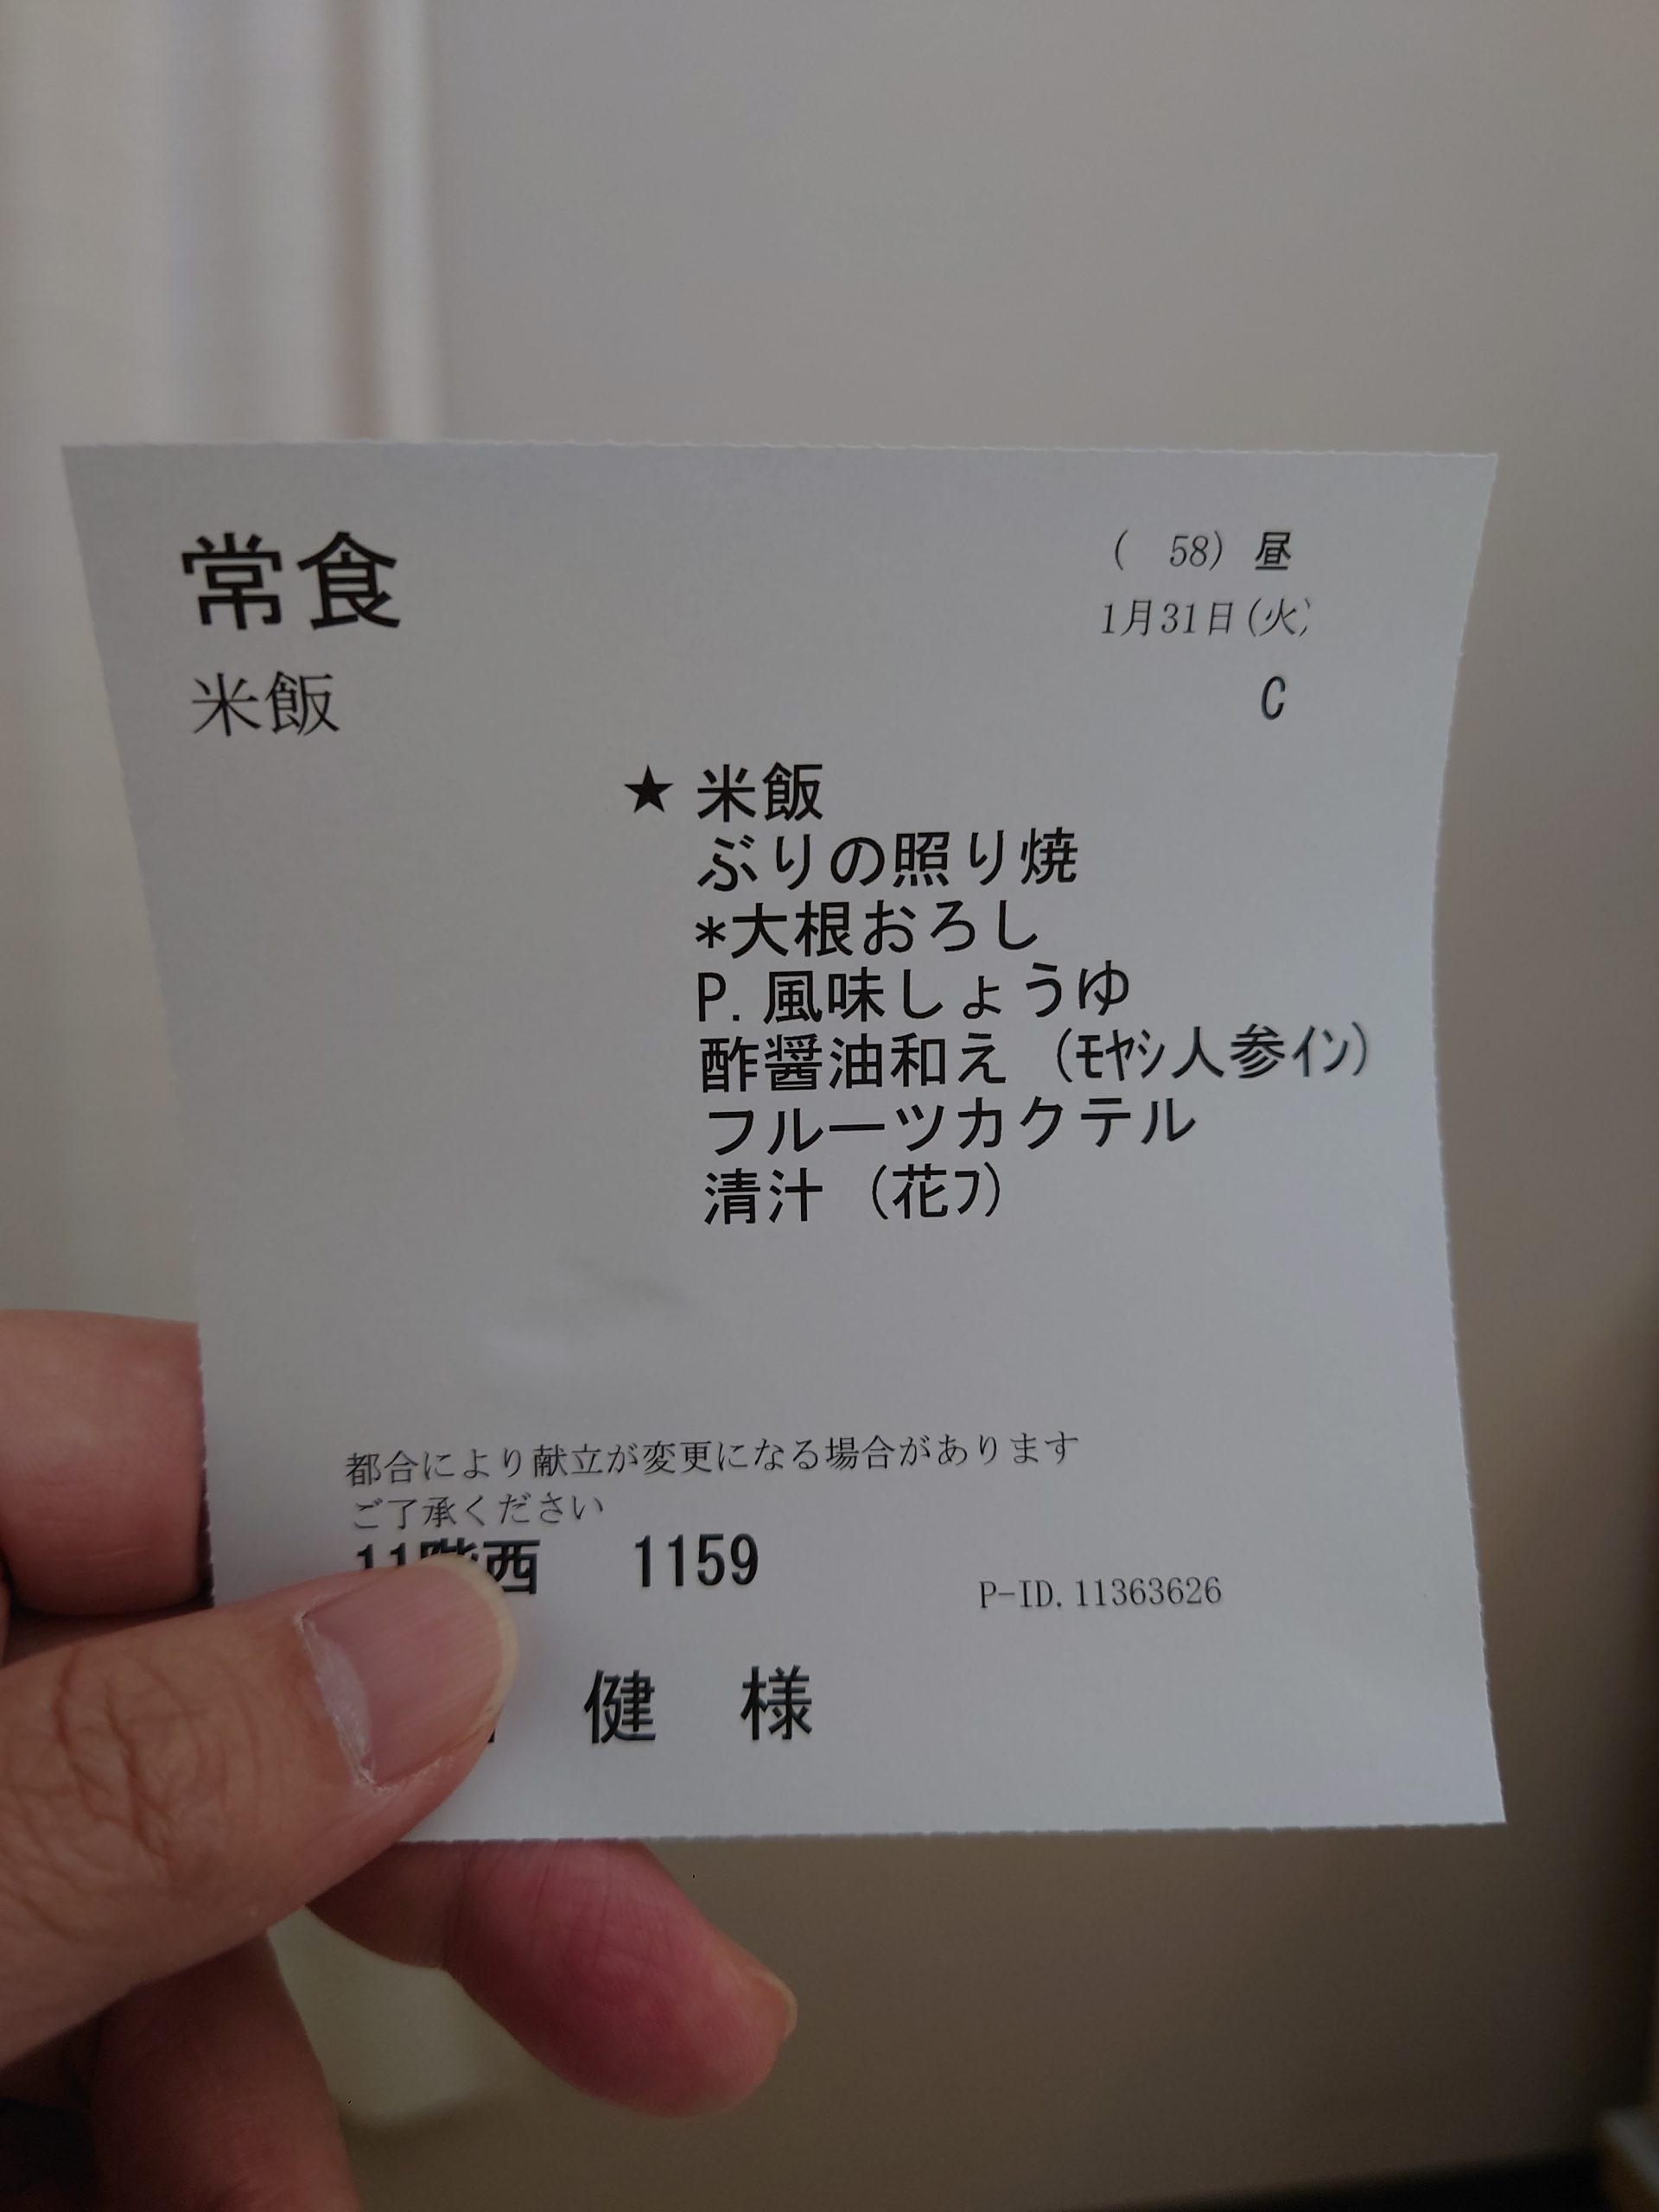 常食
( 58) 昼
1月31日(火)
米飯
C
★ 米飯
ぶりの照り焼
*大根おろし
P.風味しょうゆ
酢醤油和え (ﾓﾔｼ人参ｲﾝ)
フルーツカクテル
清汁 (花ﾌ)
都合により献立が変更になる場合があります
ご了承ください
11階西 1159
P-ID.11363626
健 様